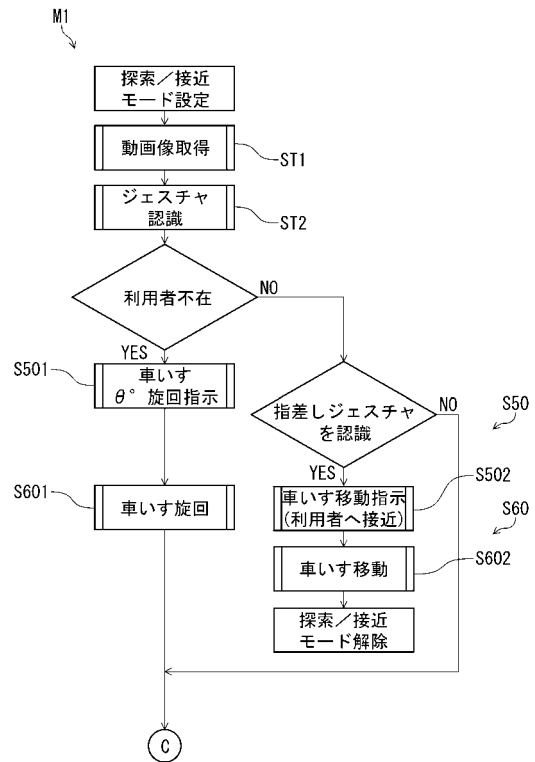 M1
探索／接近
モード設定
動画像取得
ST1
ジェスチャ
認識
ST2
利用者不在
NO
YES
S501
車いす
θ°旋回指示
指差しジェスチャ
を認識
NO
S50
YES
S601
車いす旋回
車いす移動指示
(利用者へ接近)
S502
S60
車いす移動
S602
探索／接近
モード解除
C